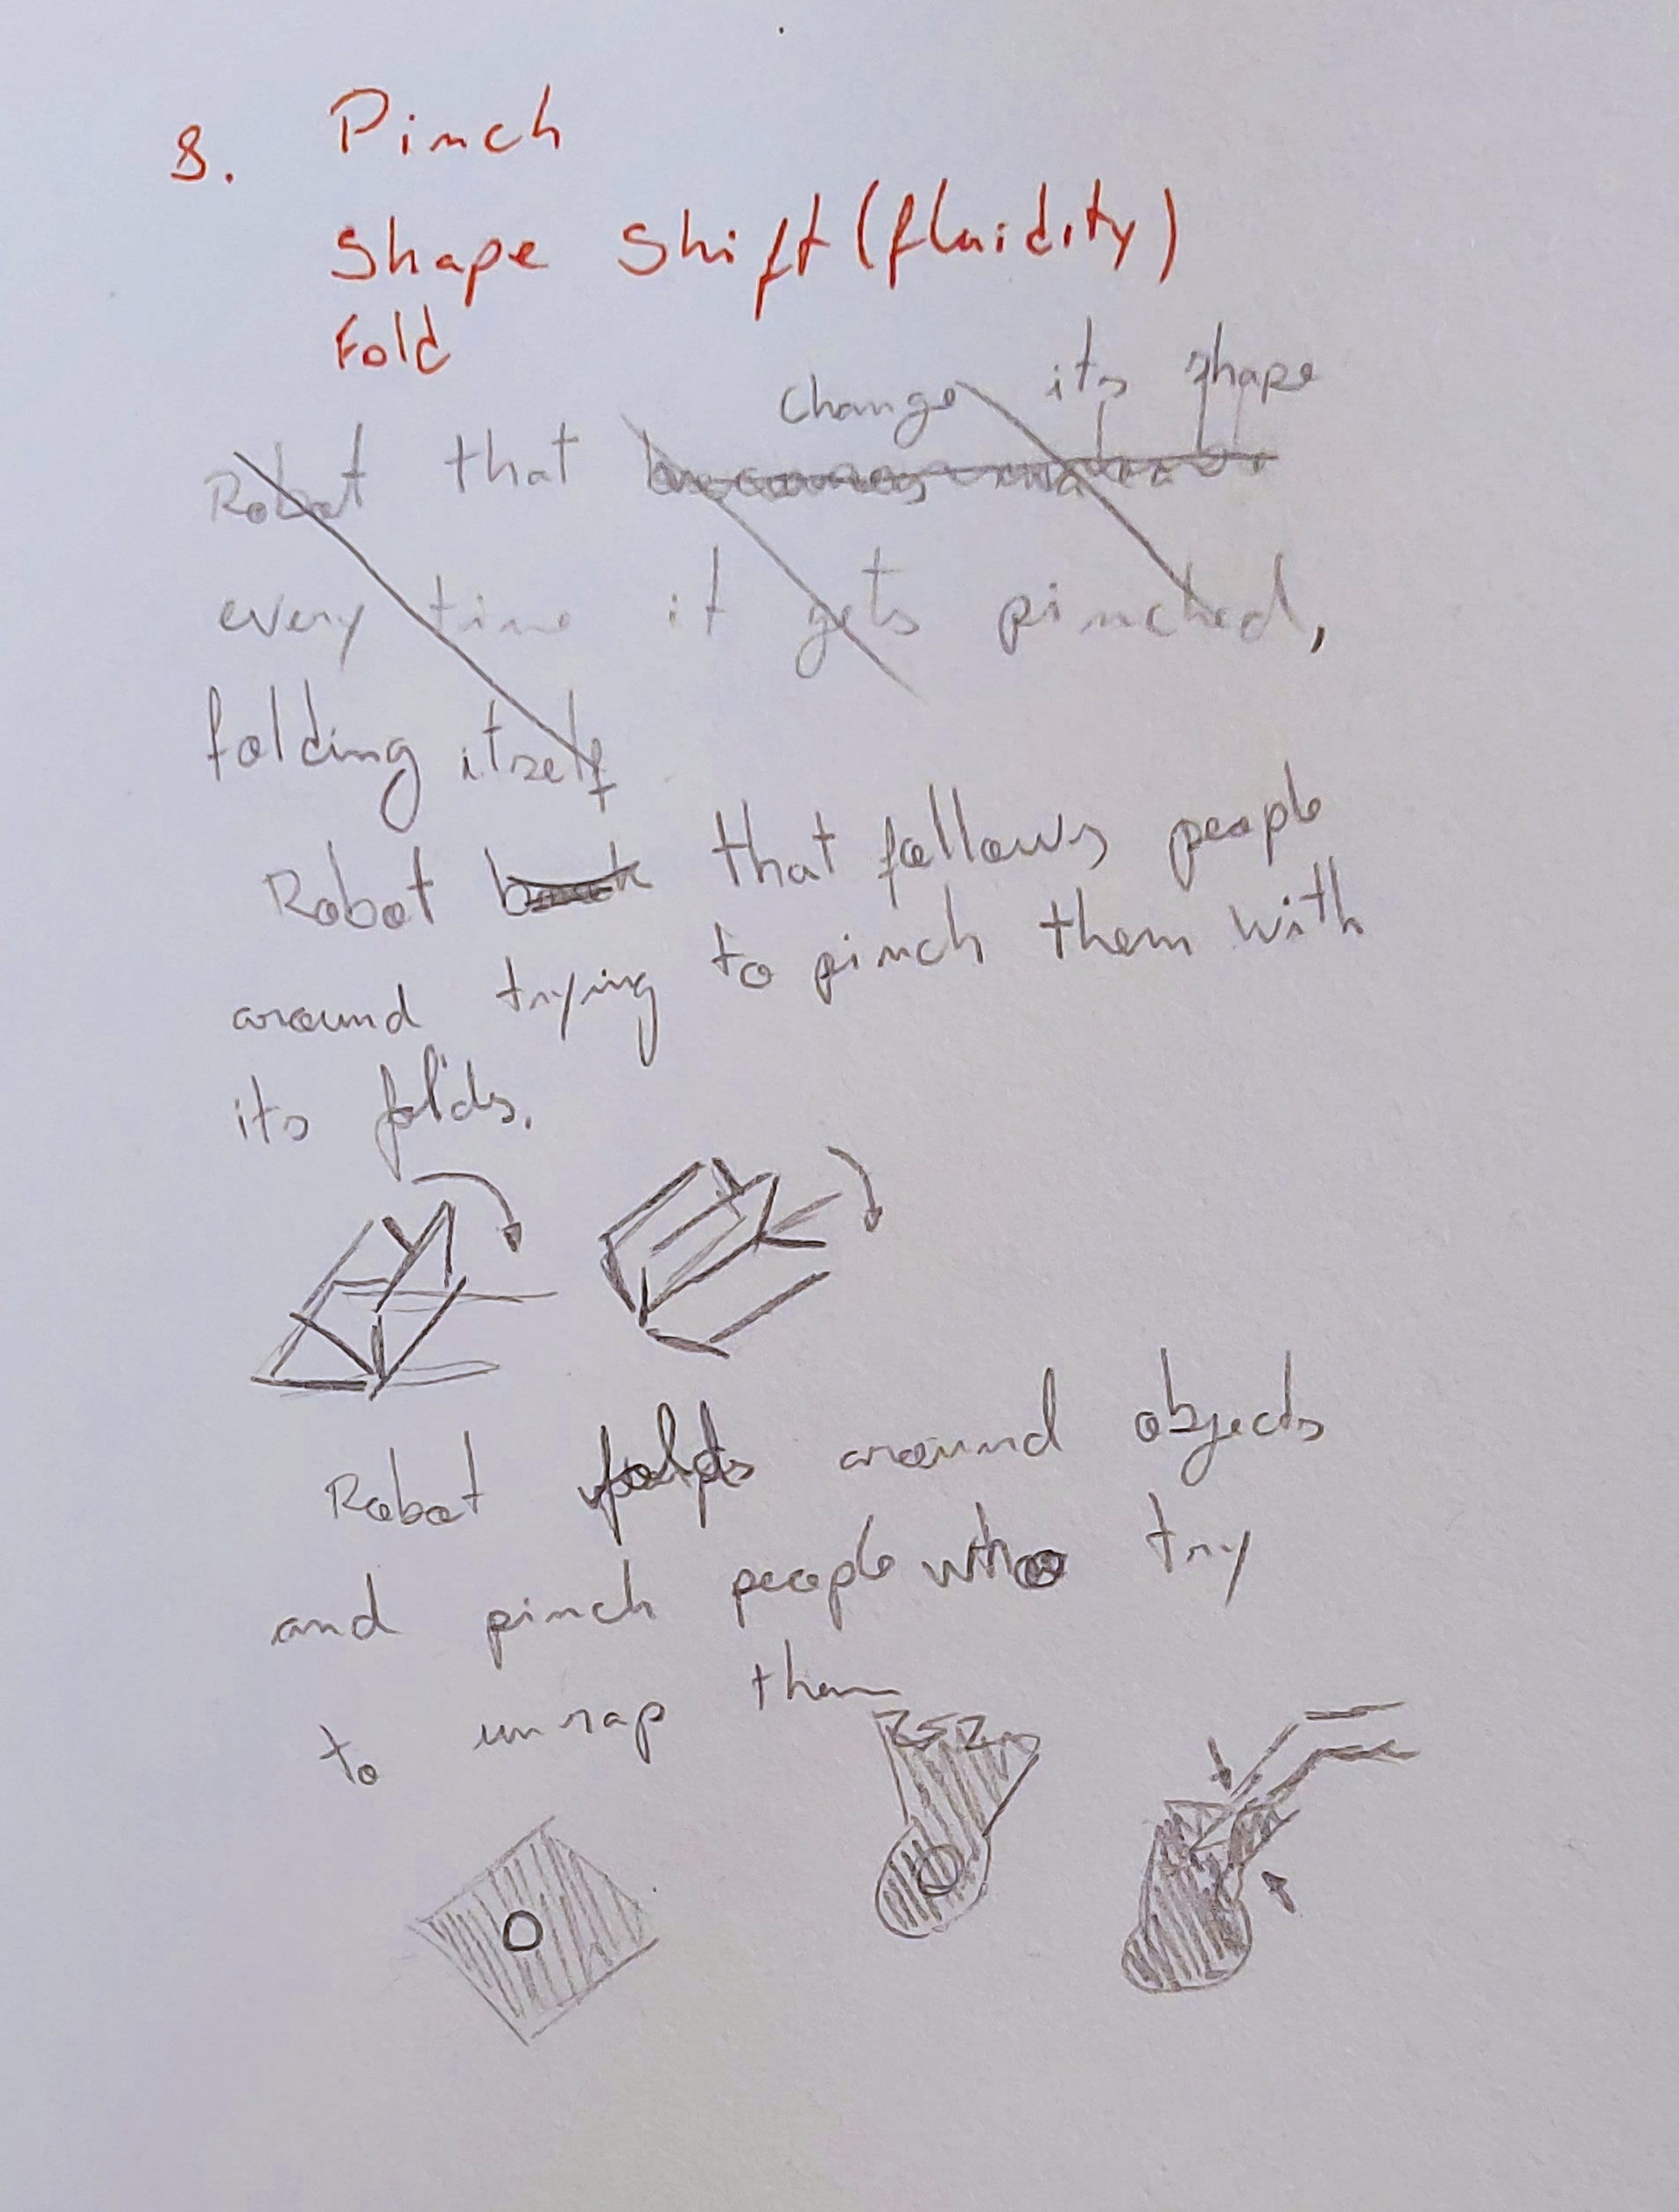 8. Pinch
Shape Shift (fluidity)
Fold
change its shape
Robot that
every time it gets pinched,
folding itself
Robot that follows people
around trying to pinch them with
its folds.
Robot folds around objects
and pinch people who try
to unrap them